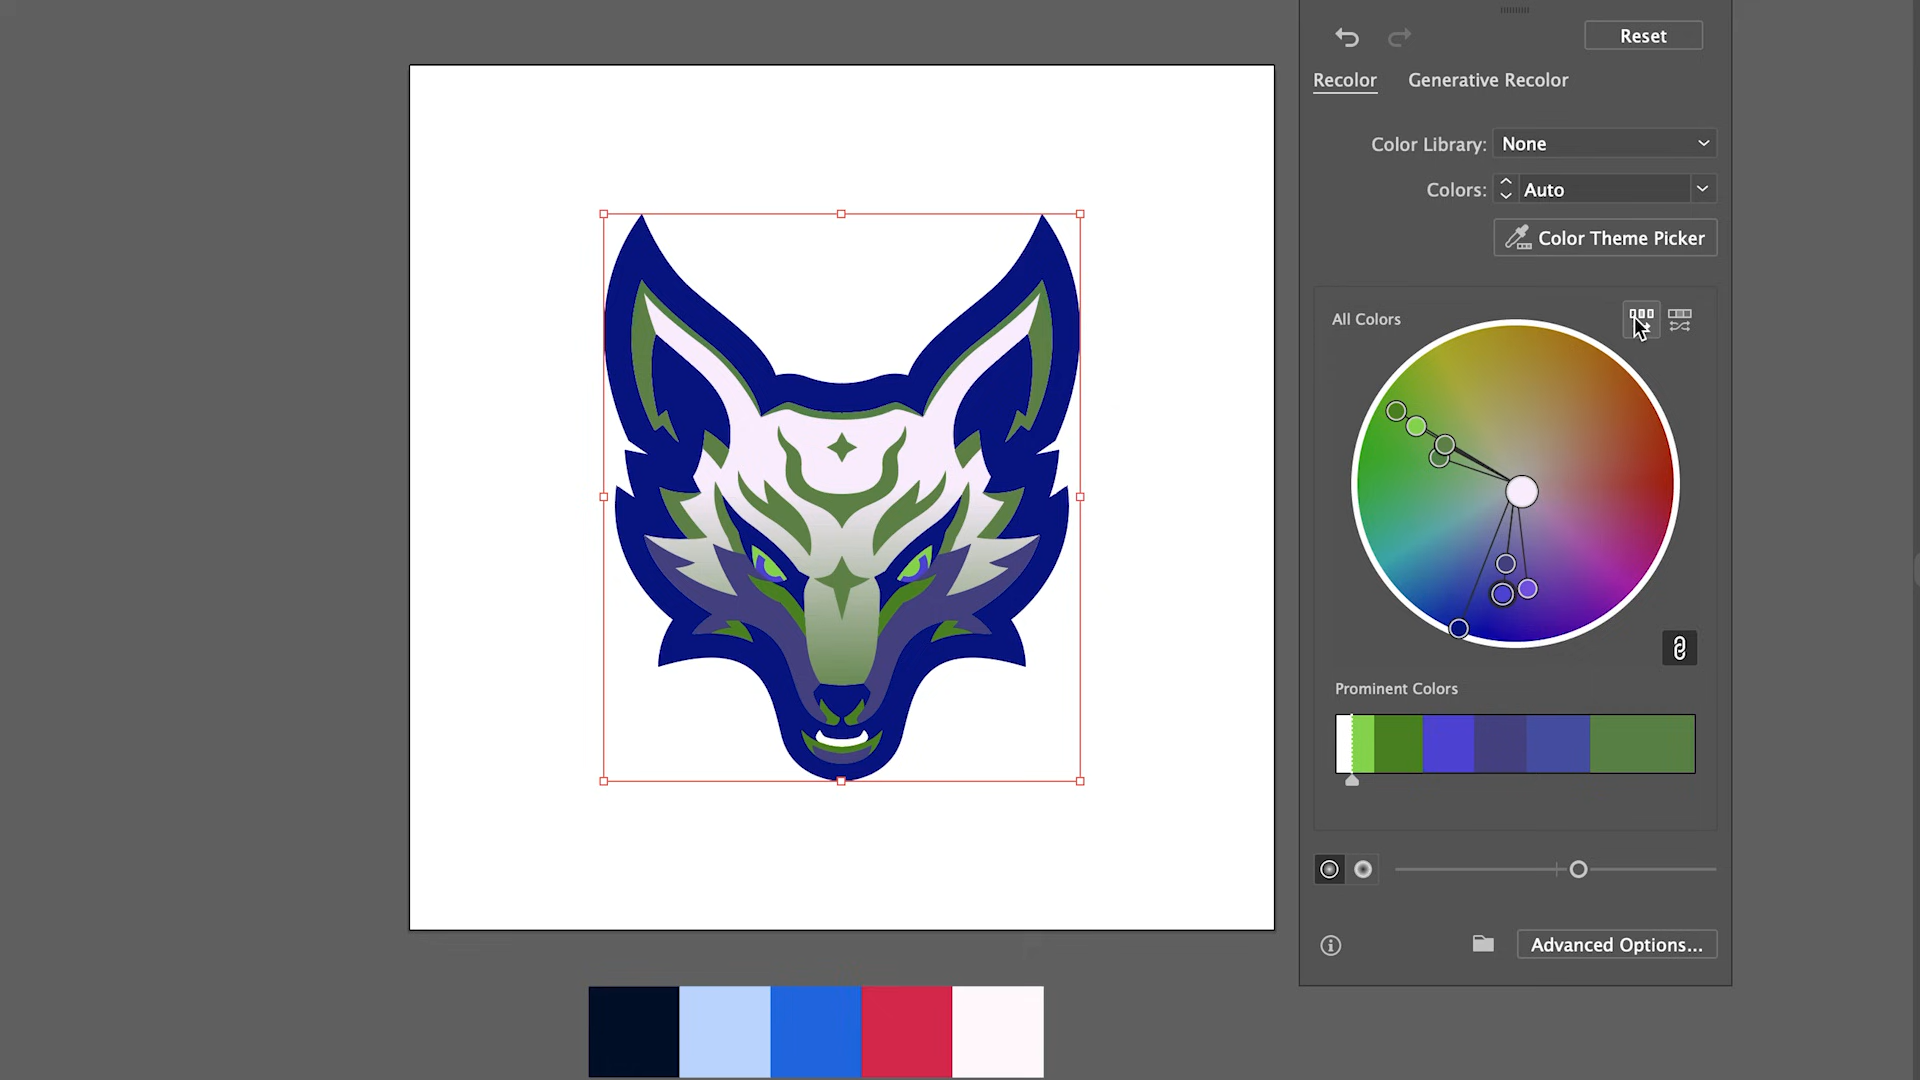 Reset
Recolor
Generative Recolor
Color Library: None
Colors: Auto
Color Theme Picker
All Colors
Prominent Colors
Advanced Options...